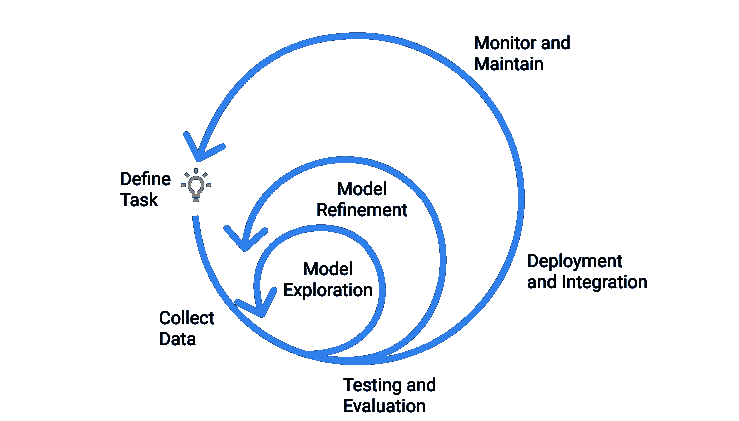 Monitor and
Maintain
Define
Task
Model
Refinement
Model
Exploration
Deployment
and Integration
Collect
Data
Testing and
Evaluation